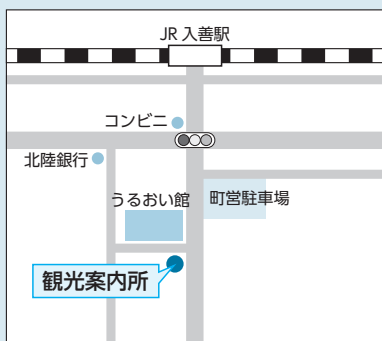 JR 入善駅
コンビニ
北陸銀行
うるおい館
町営駐車場
観光案内所